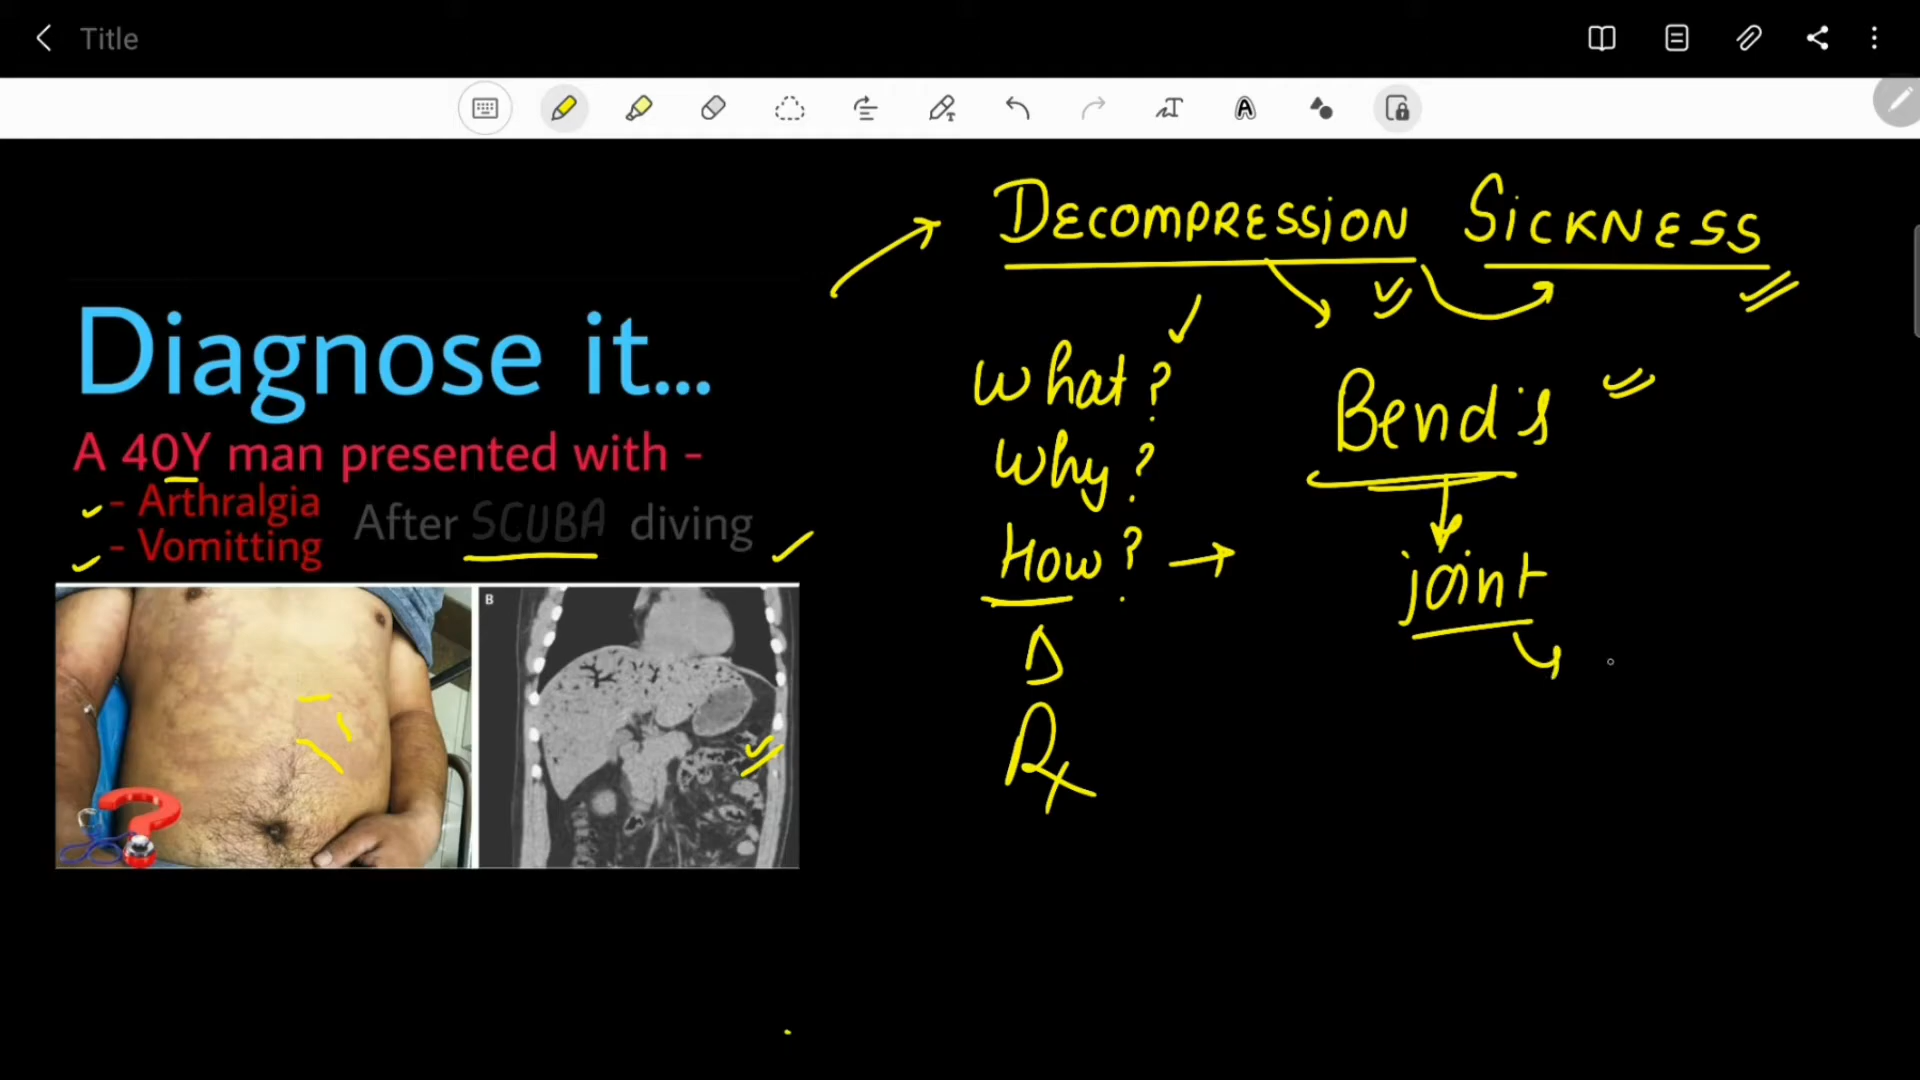 Title
DECOMPRESSION SICKNESS
Diagnose it...
A 40Y man presented with -
- Arthralgia
- Vomitting
After SCUBA diving
B
What?
Why?
How?
Δ
Rx
Bend's
joint